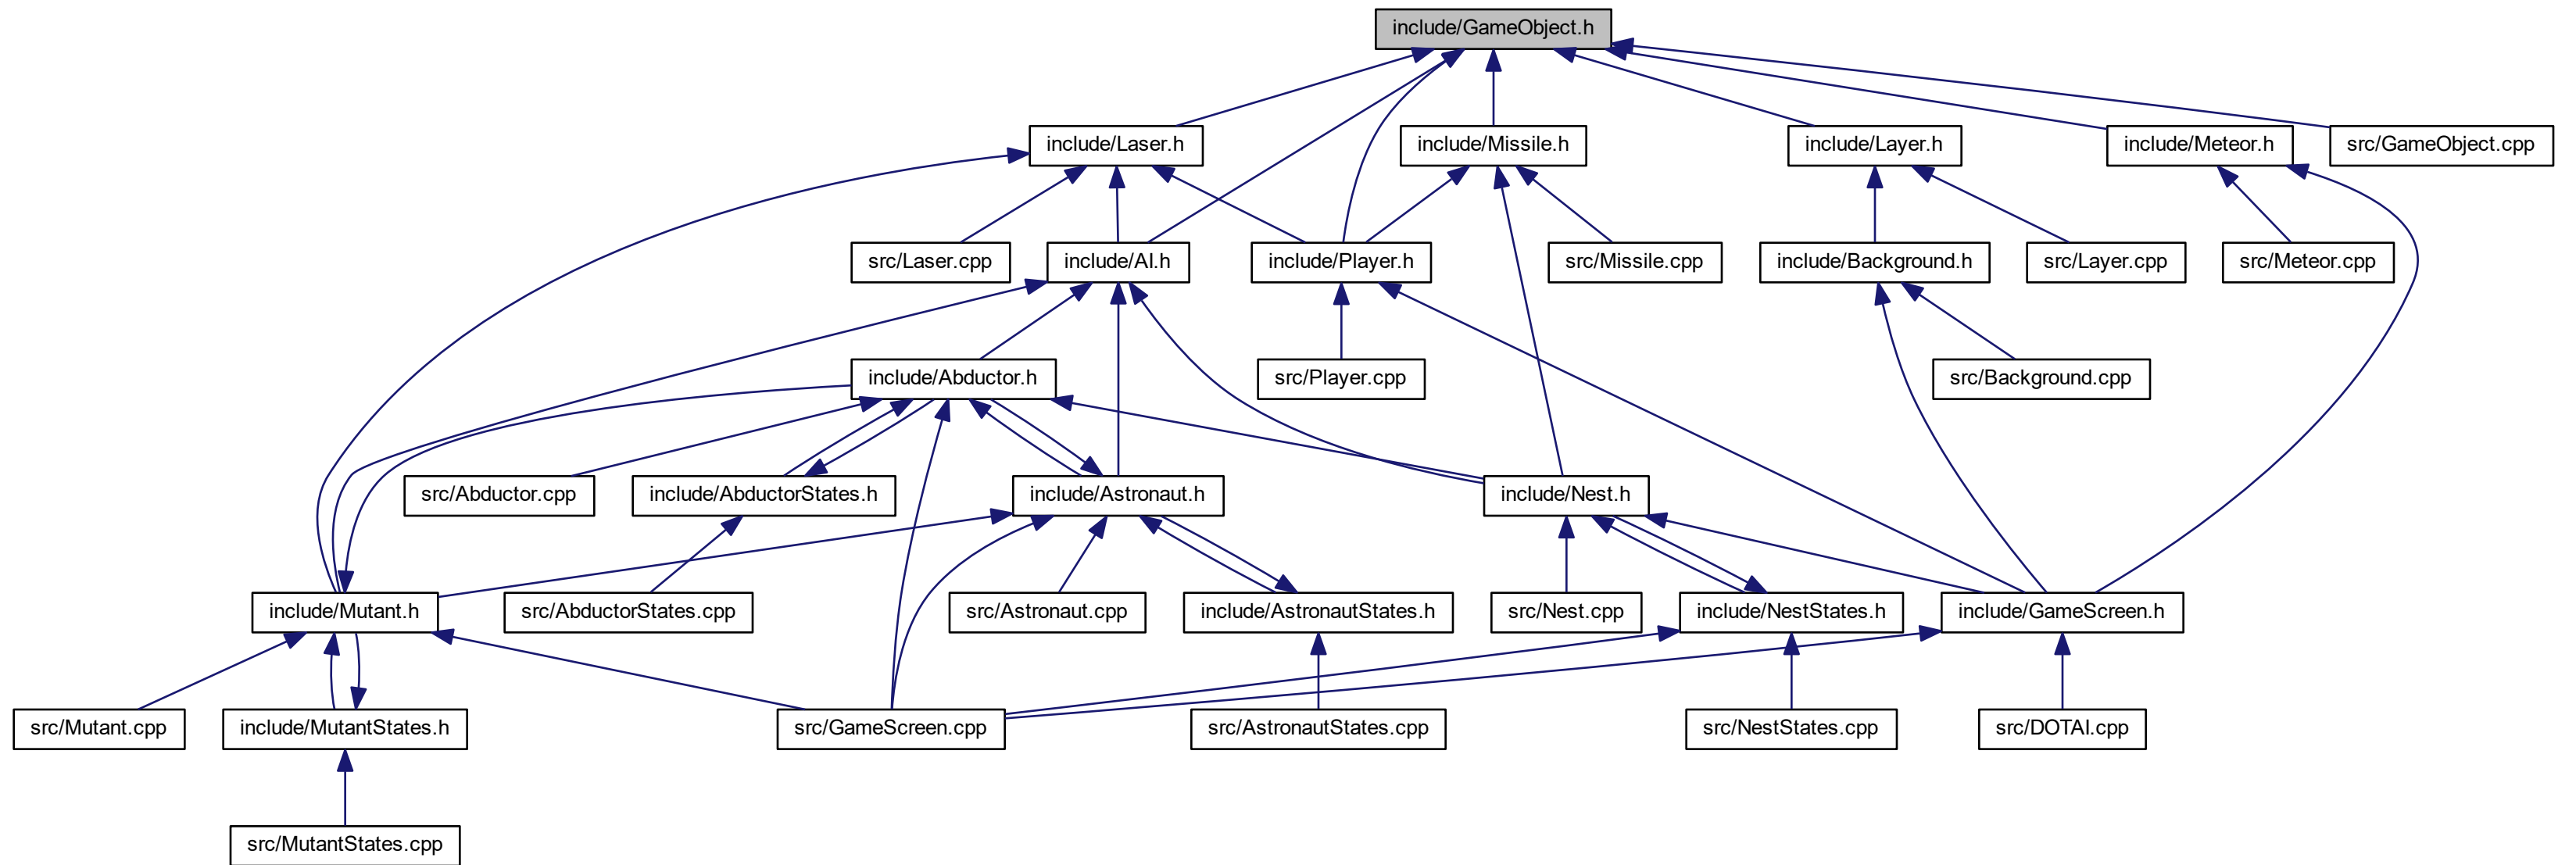 include/GameObject.h
include/Laser.h
include/Missile.h
include/Layer.h
include/Meteor.h
src/GameObject.cpp
src/Laser.cpp
include/AI.h
include/Player.h
src/Missile.cpp
include/Background.h
src/Layer.cpp
src/Meteor.cpp
include/Abductor.h
src/Player.cpp
src/Background.cpp
src/Abductor.cpp
include/AbductorStates.h
include/Astronaut.h
include/Nest.h
include/Mutant.h
src/AbductorStates.cpp
src/Astronaut.cpp
include/AstronautStates.h
src/Nest.cpp
include/NestStates.h
include/GameScreen.h
src/Mutant.cpp
include/MutantStates.h
src/GameScreen.cpp
src/AstronautStates.cpp
src/NestStates.cpp
src/DOTAI.cpp
src/MutantStates.cpp